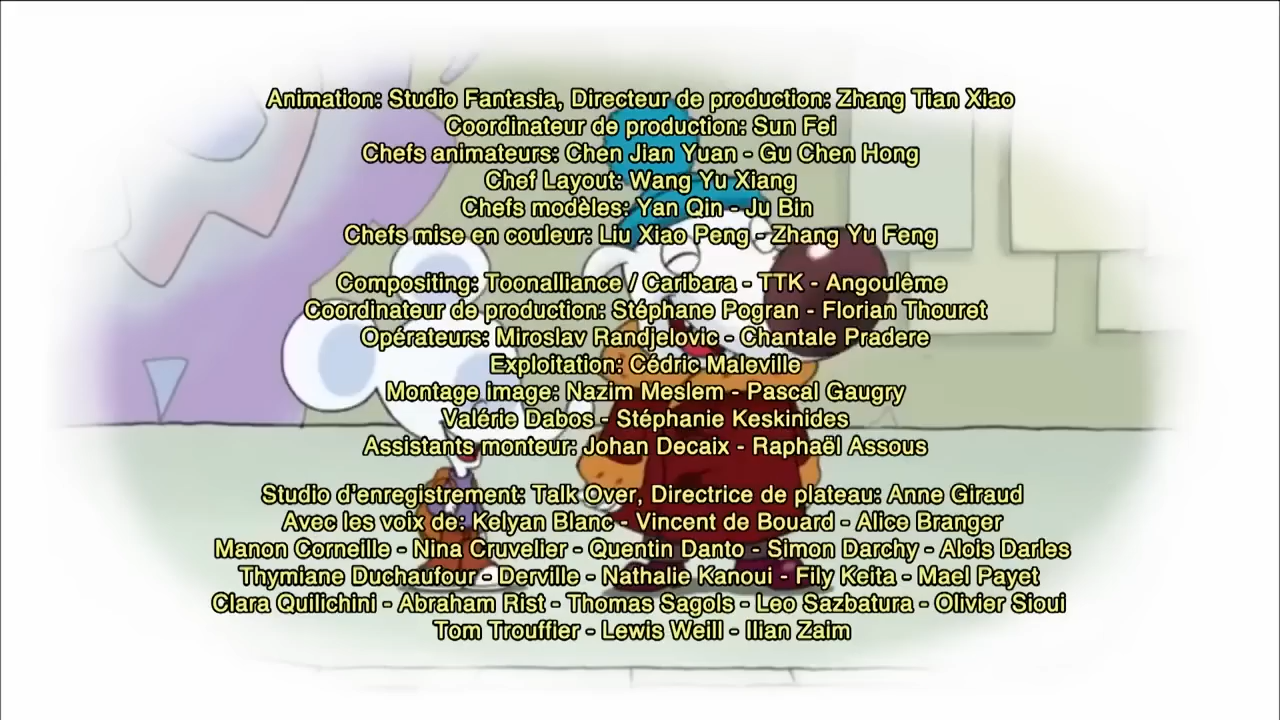 Animation: Studio Fantasia, Directeur de production: Zhang Tian Xiao
Coordinateur de production: Sun Fei
Chefs animateurs: Chen Jian Yuan - Gu Chen Hong
Chef Layout: Wang Yu Xiang
Chefs modèles: Yan Qin - Ju Bin
Chefs mise en couleur: Liu Xiao Peng - Zhang Yu Feng
Compositing: Toonalliance / Caribara - TTK - Angoulême
Coordinateur de production: Stéphane Pogran - Florian Thouret
Opérateurs: Miroslav Randjelovic - Chantale Pradere
Exploitation: Cédric Maleville
Montage image: Nazim Meslem - Pascal Gaugry
Valérie Dabos - Stéphanie Keskinides
Assistants monteur: Johan Decaix - Raphaël Assous
Studio d'enregistrement: Talk Over, Directrice de plateau: Anne Giraud
Avec les voix de: Kelyan Blanc - Vincent de Bouard - Alice Branger
Manon Corneille - Nina Cruvelier - Quentin Danto - Simon Darchy - Alois Darles
Thymiane Duchaufour - Derville - Nathalie Kanoui - Fily Keita - Mael Payet
Clara Quilichini - Abraham Rist - Thomas Sagols - Leo Sazbatura - Olivier Sioui
Tom Trouffier - Lewis Weill - Ilian Zaim